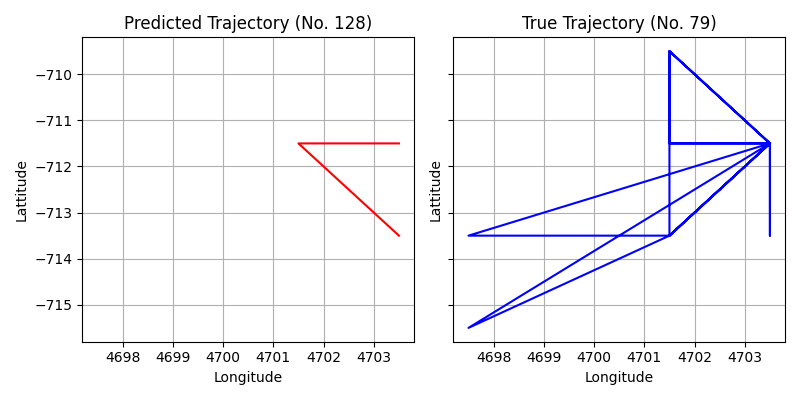 Predicted Trajectory (No. 128)
True Trajectory (No. 79)
−710
−711
−712
−713
−714
−715
Lattitude
Lattitude
4698 4699 4700 4701 4702 4703
4698 4699 4700 4701 4702 4703
Longitude
Longitude